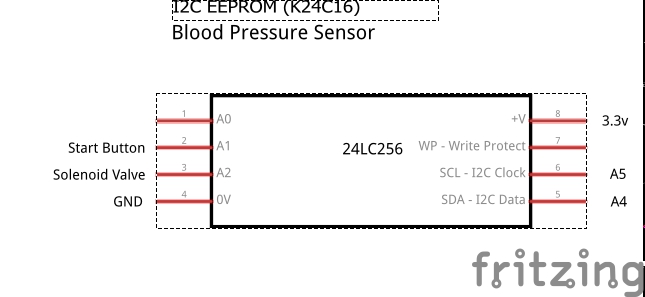 I2C EEPROM (K24C16)
Blood Pressure Sensor
1 A0 +V 8 3.3v
Start Button 2 A1 24LC256 WP - Write Protect 7
Solenoid Valve 3 A2 SCL - I2C Clock 6 A5
GND 4 0V SDA - I2C Data 5 A4
fritzing